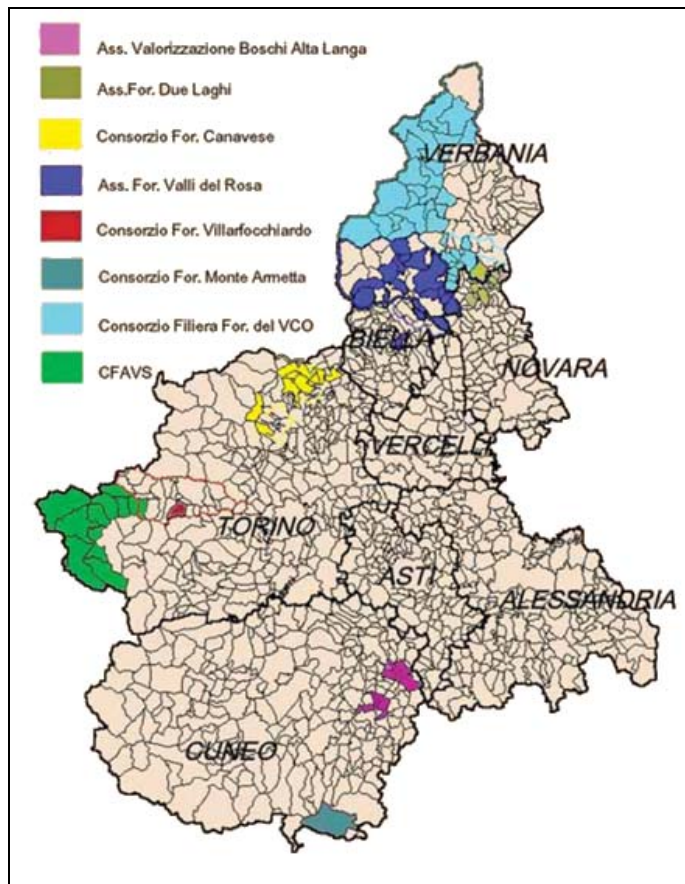 Ass. Valorizzazione Boschi Alta Langa
Ass.For. Due Laghi
Consorzio For. Canavese
Ass. For. Valli del Rosa
Consorzio For. Villarfocchiardo
Consorzio For. Monte Armetta
Consorzio Filiera For. del VCO
CFAVS
VERBANIA
BIELLA
NOVARA
VERCELLI
TORINO
ASTI
ALESSANDRIA
CUNEO